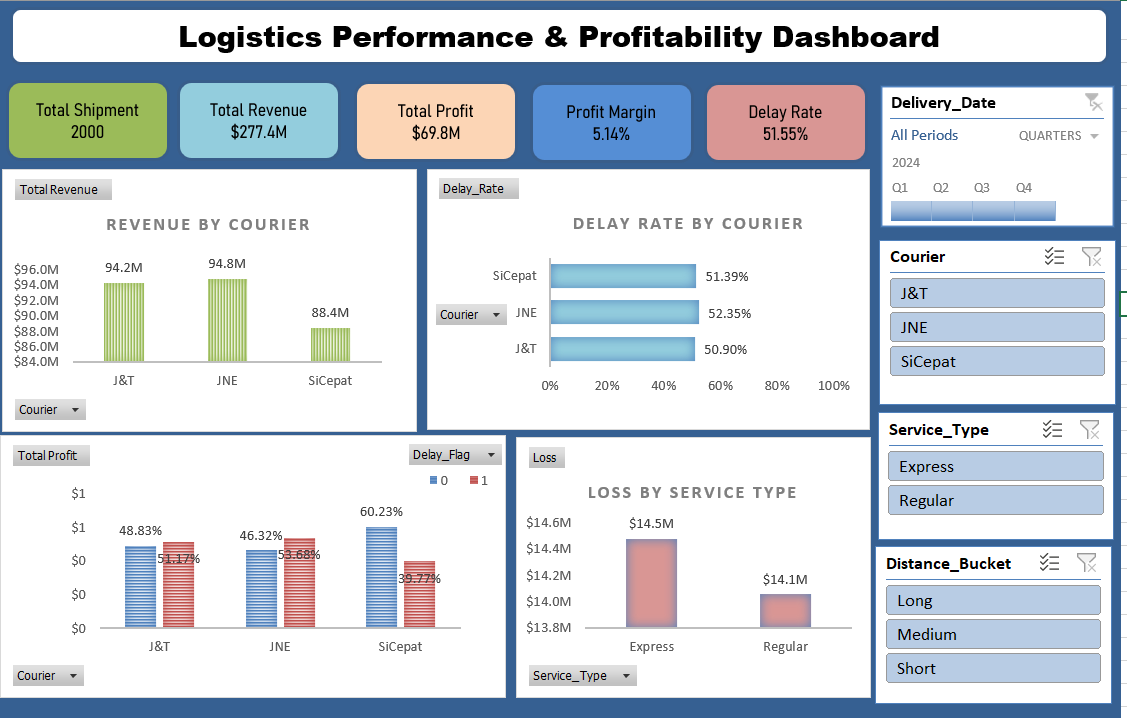 Logistics Performance & Profitability Dashboard
Total Shipment
2000
Total Revenue
$277.4M
Total Profit
$69.8M
Profit Margin
5.14%
Delay Rate
51.55%
Delivery_Date
All Periods
QUARTERS
2024
Q1 Q2 Q3 Q4
Total Revenue
REVENUE BY COURIER
$96.0M
$94.0M
$92.0M
$90.0M
$88.0M
$86.0M
$84.0M
94.2M
94.8M
88.4M
J&T JNE SiCepat
Courier
Delay_Rate
DELAY RATE BY COURIER
SiCepat 51.39%
Courier
JNE 52.35%
J&T 50.90%
0% 20% 40% 60% 80% 100%
Courier
J&T
JNE
SiCepat
Total Profit
Delay_Flag
0 1
$1
$1
$0
$0
$0
48.83%
51.17%
46.32%
53.68%
60.23%
39.77%
J&T JNE SiCepat
Courier
Loss
LOSS BY SERVICE TYPE
$14.6M
$14.4M
$14.2M
$14.0M
$13.8M
$14.5M
$14.1M
Express Regular
Service_Type
Service_Type
Express
Regular
Distance_Bucket
Long
Medium
Short